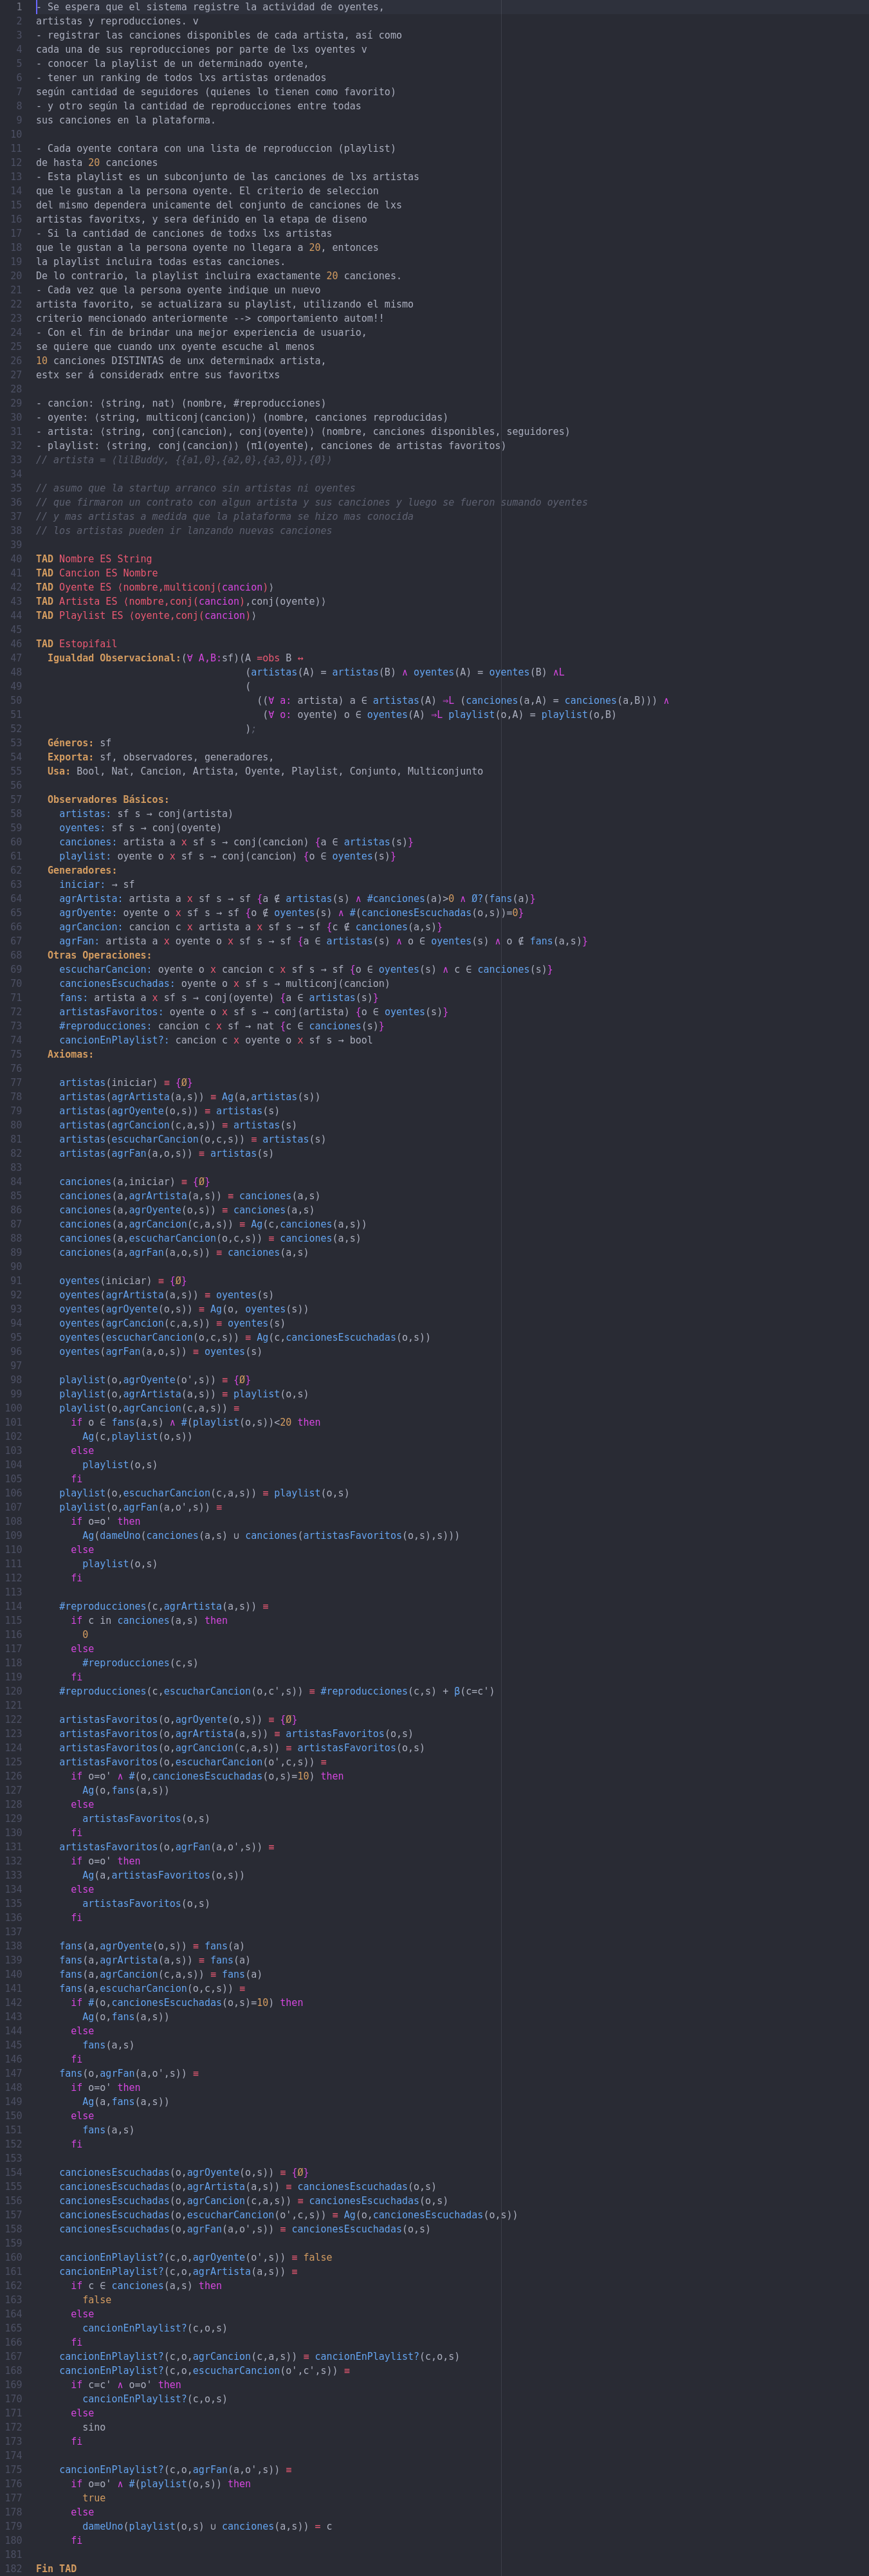 1 - Se espera que el sistema registre la actividad de oyentes,
2 artistas y reproducciones. v
3 - registrar las canciones disponibles de cada artista, así como
4 cada una de sus reproducciones por parte de lxs oyentes v
5 - conocer la playlist de un determinado oyente,
6 - tener un ranking de todos lxs artistas ordenados
7 según cantidad de seguidores (quienes lo tienen como favorito)
8 - y otro según la cantidad de reproducciones entre todas
9 sus canciones en la plataforma.
10
11 - Cada oyente contara con una lista de reproduccion (playlist)
12 de hasta 20 canciones
13 - Esta playlist es un subconjunto de las canciones de lxs artistas
14 que le gustan a la persona oyente. El criterio de seleccion
15 del mismo dependera unicamente del conjunto de canciones de lxs
16 artistas favoritxs, y sera definido en la etapa de diseno
17 - Si la cantidad de canciones de todxs lxs artistas
18 que le gustan a la persona oyente no llegara a 20, entonces
19 la playlist incluira todas estas canciones.
20 De lo contrario, la playlist incluira exactamente 20 canciones.
21 - Cada vez que la persona oyente indique un nuevo
22 artista favorito, se actualizara su playlist, utilizando el mismo
23 criterio mencionado anteriormente --> comportamiento autom!!
24 - Con el fin de brindar una mejor experiencia de usuario,
25 se quiere que cuando unx oyente escuche al menos
26 10 canciones DISTINTAS de unx determinadx artista,
27 estx ser á consideradx entre sus favoritxs
28
29 - cancion: ⟨string, nat⟩ ⟨nombre, #reproducciones⟩
30 - oyente: ⟨string, multiconj(cancion)⟩ ⟨nombre, canciones reproducidas⟩
31 - artista: ⟨string, conj(cancion), conj(oyente)⟩ ⟨nombre, canciones disponibles, seguidores⟩
32 - playlist: ⟨string, conj(cancion)⟩ ⟨π1(oyente), canciones de artistas favoritos⟩
33 // artista = ⟨lilBuddy, {{a1,0},{a2,0},{a3,0}},{Ø}⟩
34
35 // asumo que la startup arranco sin artistas ni oyentes
36 // que firmaron un contrato con algun artista y sus canciones y luego se fueron sumando oyentes
37 // y mas artistas a medida que la plataforma se hizo mas conocida
38 // los artistas pueden ir lanzando nuevas canciones
39
40 TAD Nombre ES String
41 TAD Cancion ES Nombre
42 TAD Oyente ES ⟨nombre,multiconj(cancion)⟩
43 TAD Artista ES ⟨nombre,conj(cancion),conj(oyente)⟩
44 TAD Playlist ES ⟨oyente,conj(cancion)⟩
45
46 TAD Estopifail
47 Igualdad Observacional:(∀ A,B:sf)(A =obs B ↔
48 (artistas(A) = artistas(B) ∧ oyentes(A) = oyentes(B) ∧L
49 (
50 ((∀ a: artista) a ∈ artistas(A) ⇒L (canciones(a,A) = canciones(a,B))) ∧
51 (∀ o: oyente) o ∈ oyentes(A) ⇒L playlist(o,A) = playlist(o,B)
52 );
53 Géneros: sf
54 Exporta: sf, observadores, generadores,
55 Usa: Bool, Nat, Cancion, Artista, Oyente, Playlist, Conjunto, Multiconjunto
56
57 Observadores Básicos:
58 artistas: sf s → conj(artista)
59 oyentes: sf s → conj(oyente)
60 canciones: artista a x sf s → conj(cancion) {a ∈ artistas(s)}
61 playlist: oyente o x sf s → conj(cancion) {o ∈ oyentes(s)}
62 Generadores:
63 iniciar: → sf
64 agrArtista: artista a x sf s → sf {a ∉ artistas(s) ∧ #canciones(a)>0 ∧ Ø?(fans(a)}
65 agrOyente: oyente o x sf s → sf {o ∉ oyentes(s) ∧ #(cancionesEscuchadas(o,s))=0}
66 agrCancion: cancion c x artista a x sf s → sf {c ∉ canciones(a,s)}
67 agrFan: artista a x oyente o x sf s → sf {a ∈ artistas(s) ∧ o ∈ oyentes(s) ∧ o ∉ fans(a,s)}
68 Otras Operaciones:
69 escucharCancion: oyente o x cancion c x sf s → sf {o ∈ oyentes(s) ∧ c ∈ canciones(s)}
70 cancionesEscuchadas: oyente o x sf s → multiconj(cancion)
71 fans: artista a x sf s → conj(oyente) {a ∈ artistas(s)}
72 artistasFavoritos: oyente o x sf s → conj(artista) {o ∈ oyentes(s)}
73 #reproducciones: cancion c x sf → nat {c ∈ canciones(s)}
74 cancionEnPlaylist?: cancion c x oyente o x sf s → bool
75 Axiomas:
76
77 artistas(iniciar) ≡ {Ø}
78 artistas(agrArtista(a,s)) ≡ Ag(a,artistas(s))
79 artistas(agrOyente(o,s)) ≡ artistas(s)
80 artistas(agrCancion(c,a,s)) ≡ artistas(s)
81 artistas(escucharCancion(o,c,s)) ≡ artistas(s)
82 artistas(agrFan(a,o,s)) ≡ artistas(s)
83
84 canciones(a,iniciar) ≡ {Ø}
85 canciones(a,agrArtista(a,s)) ≡ canciones(a,s)
86 canciones(a,agrOyente(o,s)) ≡ canciones(a,s)
87 canciones(a,agrCancion(c,a,s)) ≡ Ag(c,canciones(a,s))
88 canciones(a,escucharCancion(o,c,s)) ≡ canciones(a,s)
89 canciones(a,agrFan(a,o,s)) ≡ canciones(a,s)
90
91 oyentes(iniciar) ≡ {Ø}
92 oyentes(agrArtista(a,s)) ≡ oyentes(s)
93 oyentes(agrOyente(o,s)) ≡ Ag(o, oyentes(s))
94 oyentes(agrCancion(c,a,s)) ≡ oyentes(s)
95 oyentes(escucharCancion(o,c,s)) ≡ Ag(c,cancionesEscuchadas(o,s))
96 oyentes(agrFan(a,o,s)) ≡ oyentes(s)
97
98 playlist(o,agrOyente(o',s)) ≡ {Ø}
99 playlist(o,agrArtista(a,s)) ≡ playlist(o,s)
100 playlist(o,agrCancion(c,a,s)) ≡
101 if o ∈ fans(a,s) ∧ #(playlist(o,s))<20 then
102 Ag(c,playlist(o,s))
103 else
104 playlist(o,s)
105 fi
106 playlist(o,escucharCancion(c,a,s)) ≡ playlist(o,s)
107 playlist(o,agrFan(a,o',s)) ≡
108 if o=o' then
109 Ag(dameUno(canciones(a,s) ∪ canciones(artistasFavoritos(o,s),s)))
110 else
111 playlist(o,s)
112 fi
113
114 #reproducciones(c,agrArtista(a,s)) ≡
115 if c in canciones(a,s) then
116 0
117 else
118 #reproducciones(c,s)
119 fi
120 #reproducciones(c,escucharCancion(o,c',s)) ≡ #reproducciones(c,s) + β(c=c')
121
122 artistasFavoritos(o,agrOyente(o,s)) ≡ {Ø}
123 artistasFavoritos(o,agrArtista(a,s)) ≡ artistasFavoritos(o,s)
124 artistasFavoritos(o,agrCancion(c,a,s)) ≡ artistasFavoritos(o,s)
125 artistasFavoritos(o,escucharCancion(o',c,s)) ≡
126 if o=o' ∧ #(o,cancionesEscuchadas(o,s)=10) then
127 Ag(o,fans(a,s))
128 else
129 artistasFavoritos(o,s)
130 fi
131 artistasFavoritos(o,agrFan(a,o',s)) ≡
132 if o=o' then
133 Ag(a,artistasFavoritos(o,s))
134 else
135 artistasFavoritos(o,s)
136 fi
137
138 fans(a,agrOyente(o,s)) ≡ fans(a)
139 fans(a,agrArtista(a,s)) ≡ fans(a)
140 fans(a,agrCancion(c,a,s)) ≡ fans(a)
141 fans(a,escucharCancion(o,c,s)) ≡
142 if #(o,cancionesEscuchadas(o,s)=10) then
143 Ag(o,fans(a,s))
144 else
145 fans(a,s)
146 fi
147 fans(o,agrFan(a,o',s)) ≡
148 if o=o' then
149 Ag(a,fans(a,s))
150 else
151 fans(a,s)
152 fi
153
154 cancionesEscuchadas(o,agrOyente(o,s)) ≡ {Ø}
155 cancionesEscuchadas(o,agrArtista(a,s)) ≡ cancionesEscuchadas(o,s)
156 cancionesEscuchadas(o,agrCancion(c,a,s)) ≡ cancionesEscuchadas(o,s)
157 cancionesEscuchadas(o,escucharCancion(o',c,s)) ≡ Ag(o,cancionesEscuchadas(o,s))
158 cancionesEscuchadas(o,agrFan(a,o',s)) ≡ cancionesEscuchadas(o,s)
159
160 cancionEnPlaylist?(c,o,agrOyente(o',s)) ≡ false
161 cancionEnPlaylist?(c,o,agrArtista(a,s)) ≡
162 if c ∈ canciones(a,s) then
163 false
164 else
165 cancionEnPlaylist?(c,o,s)
166 fi
167 cancionEnPlaylist?(c,o,agrCancion(c,a,s)) ≡ cancionEnPlaylist?(c,o,s)
168 cancionEnPlaylist?(c,o,escucharCancion(o',c',s)) ≡
169 if c=c' ∧ o=o' then
170 cancionEnPlaylist?(c,o,s)
171 else
172 sino
173 fi
174
175 cancionEnPlaylist?(c,o,agrFan(a,o',s)) ≡
176 if o=o' ∧ #(playlist(o,s)) then
177 true
178 else
179 dameUno(playlist(o,s) ∪ canciones(a,s)) = c
180 fi
181
182 Fin TAD